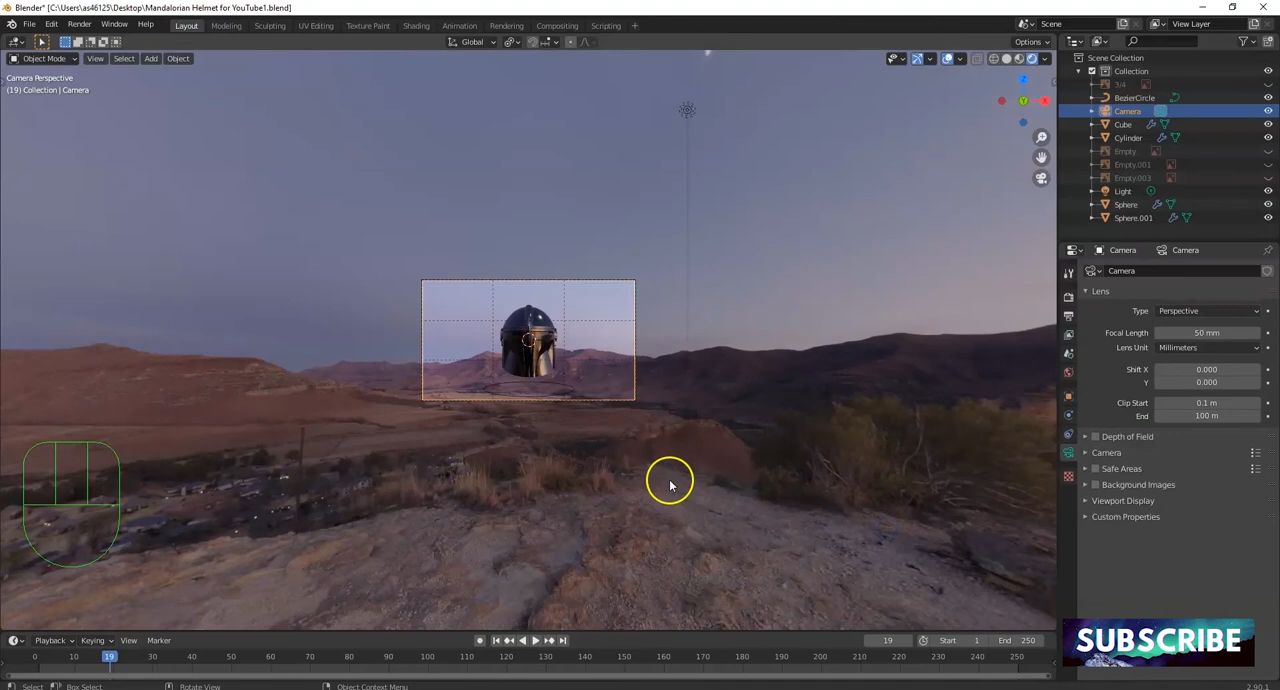 Blender* [C:\Users\as46125\Desktop\Mandalorian Helmet for YouTube1.blend]
File Edit Render Window Help Layout Modeling Sculpting UV Editing Texture Paint Shading Animation Rendering Compositing Scripting + Scene View Layer
Global Options
Object Mode View Select Add Object
Camera Perspective
(19) Collection | Camera
Scene Collection
Collection
3/4
BezierCircle
Camera
Cube
Cylinder
Empty
Empty.001
Empty.003
Light
Sphere
Sphere.001
Camera Camera
Camera
Lens
Type Perspective
Focal Length 50 mm
Lens Unit Millimeters
Shift X 0.000
Y 0.000
Clip Start 0.1 m
End 100 m
Depth of Field
Camera
Safe Areas
Background Images
Viewport Display
Custom Properties
Z
Y
X
SUBSCRIBE
Playback Keying View Marker 19 Start 1 End 250
0 10 19 30 40 50 60 70 80 90 100 110 120 130 140 150 160 170 180 190 200 210 220 230 240 250
Select Box Select Rotate View Object Context Menu 2.90.1